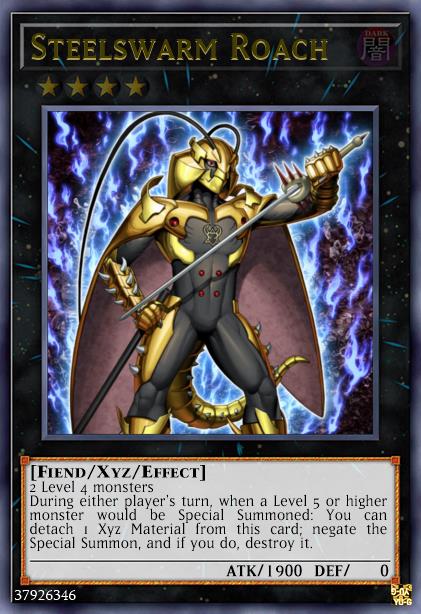 STEELSWARM ROACH
DARK
闇
[FIEND/XYZ/EFFECT]
2 Level 4 monsters
During either player's turn, when a Level 5 or higher
monster would be Special Summoned: You can
detach 1 Xyz Material from this card; negate the
Special Summon, and if you do, destroy it.
ATK/1900 DEF/ 0
37926346